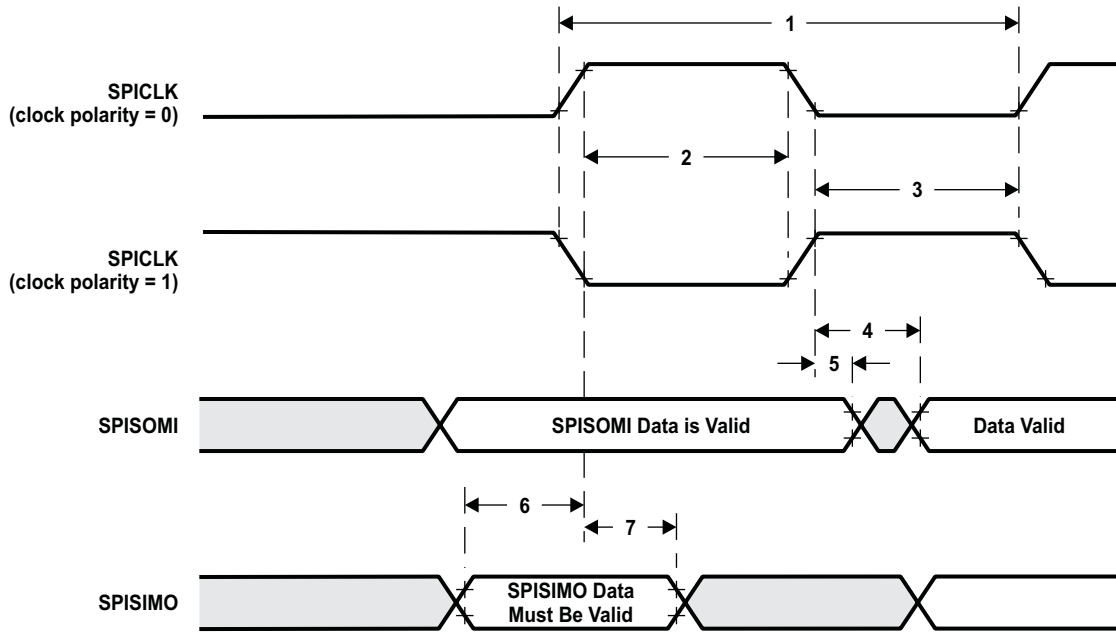 1
SPICLK
(clock polarity = 0)
2
3
SPICLK
(clock polarity = 1)
4
5
SPISOMI
SPISOMI Data is Valid
Data Valid
6
7
SPISIMO
SPISIMO Data
Must Be Valid